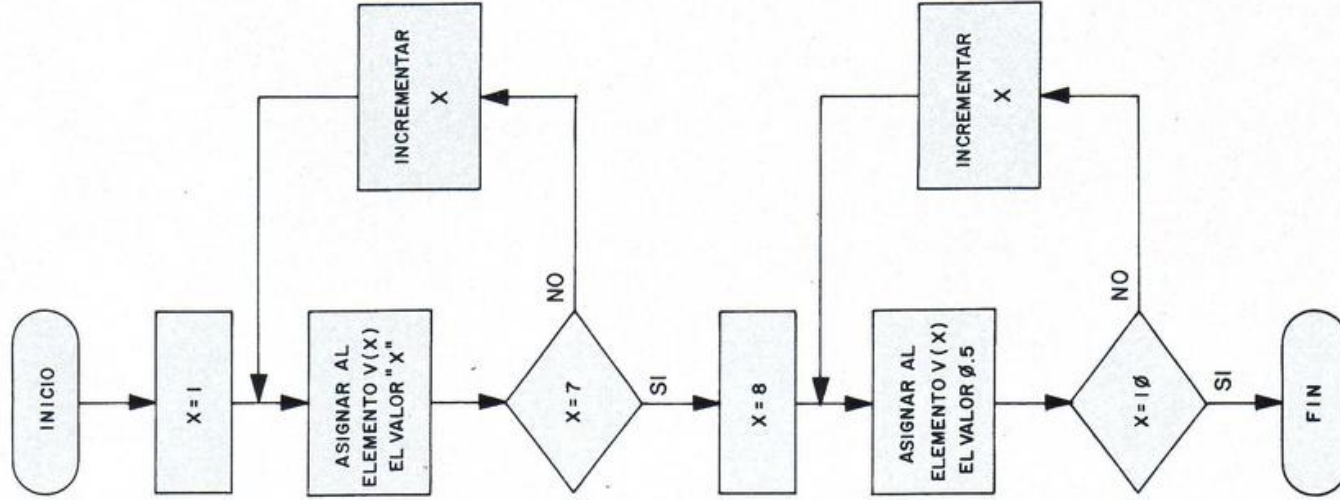 INICIO
X = 1
ASIGNAR AL
ELEMENTO V(X)
EL VALOR "X"
X = 7
NO
INCREMENTAR
X
SI
X = 8
ASIGNAR AL
ELEMENTO V(X)
EL VALOR Ø.5
X = 1Ø
NO
INCREMENTAR
X
SI
FIN